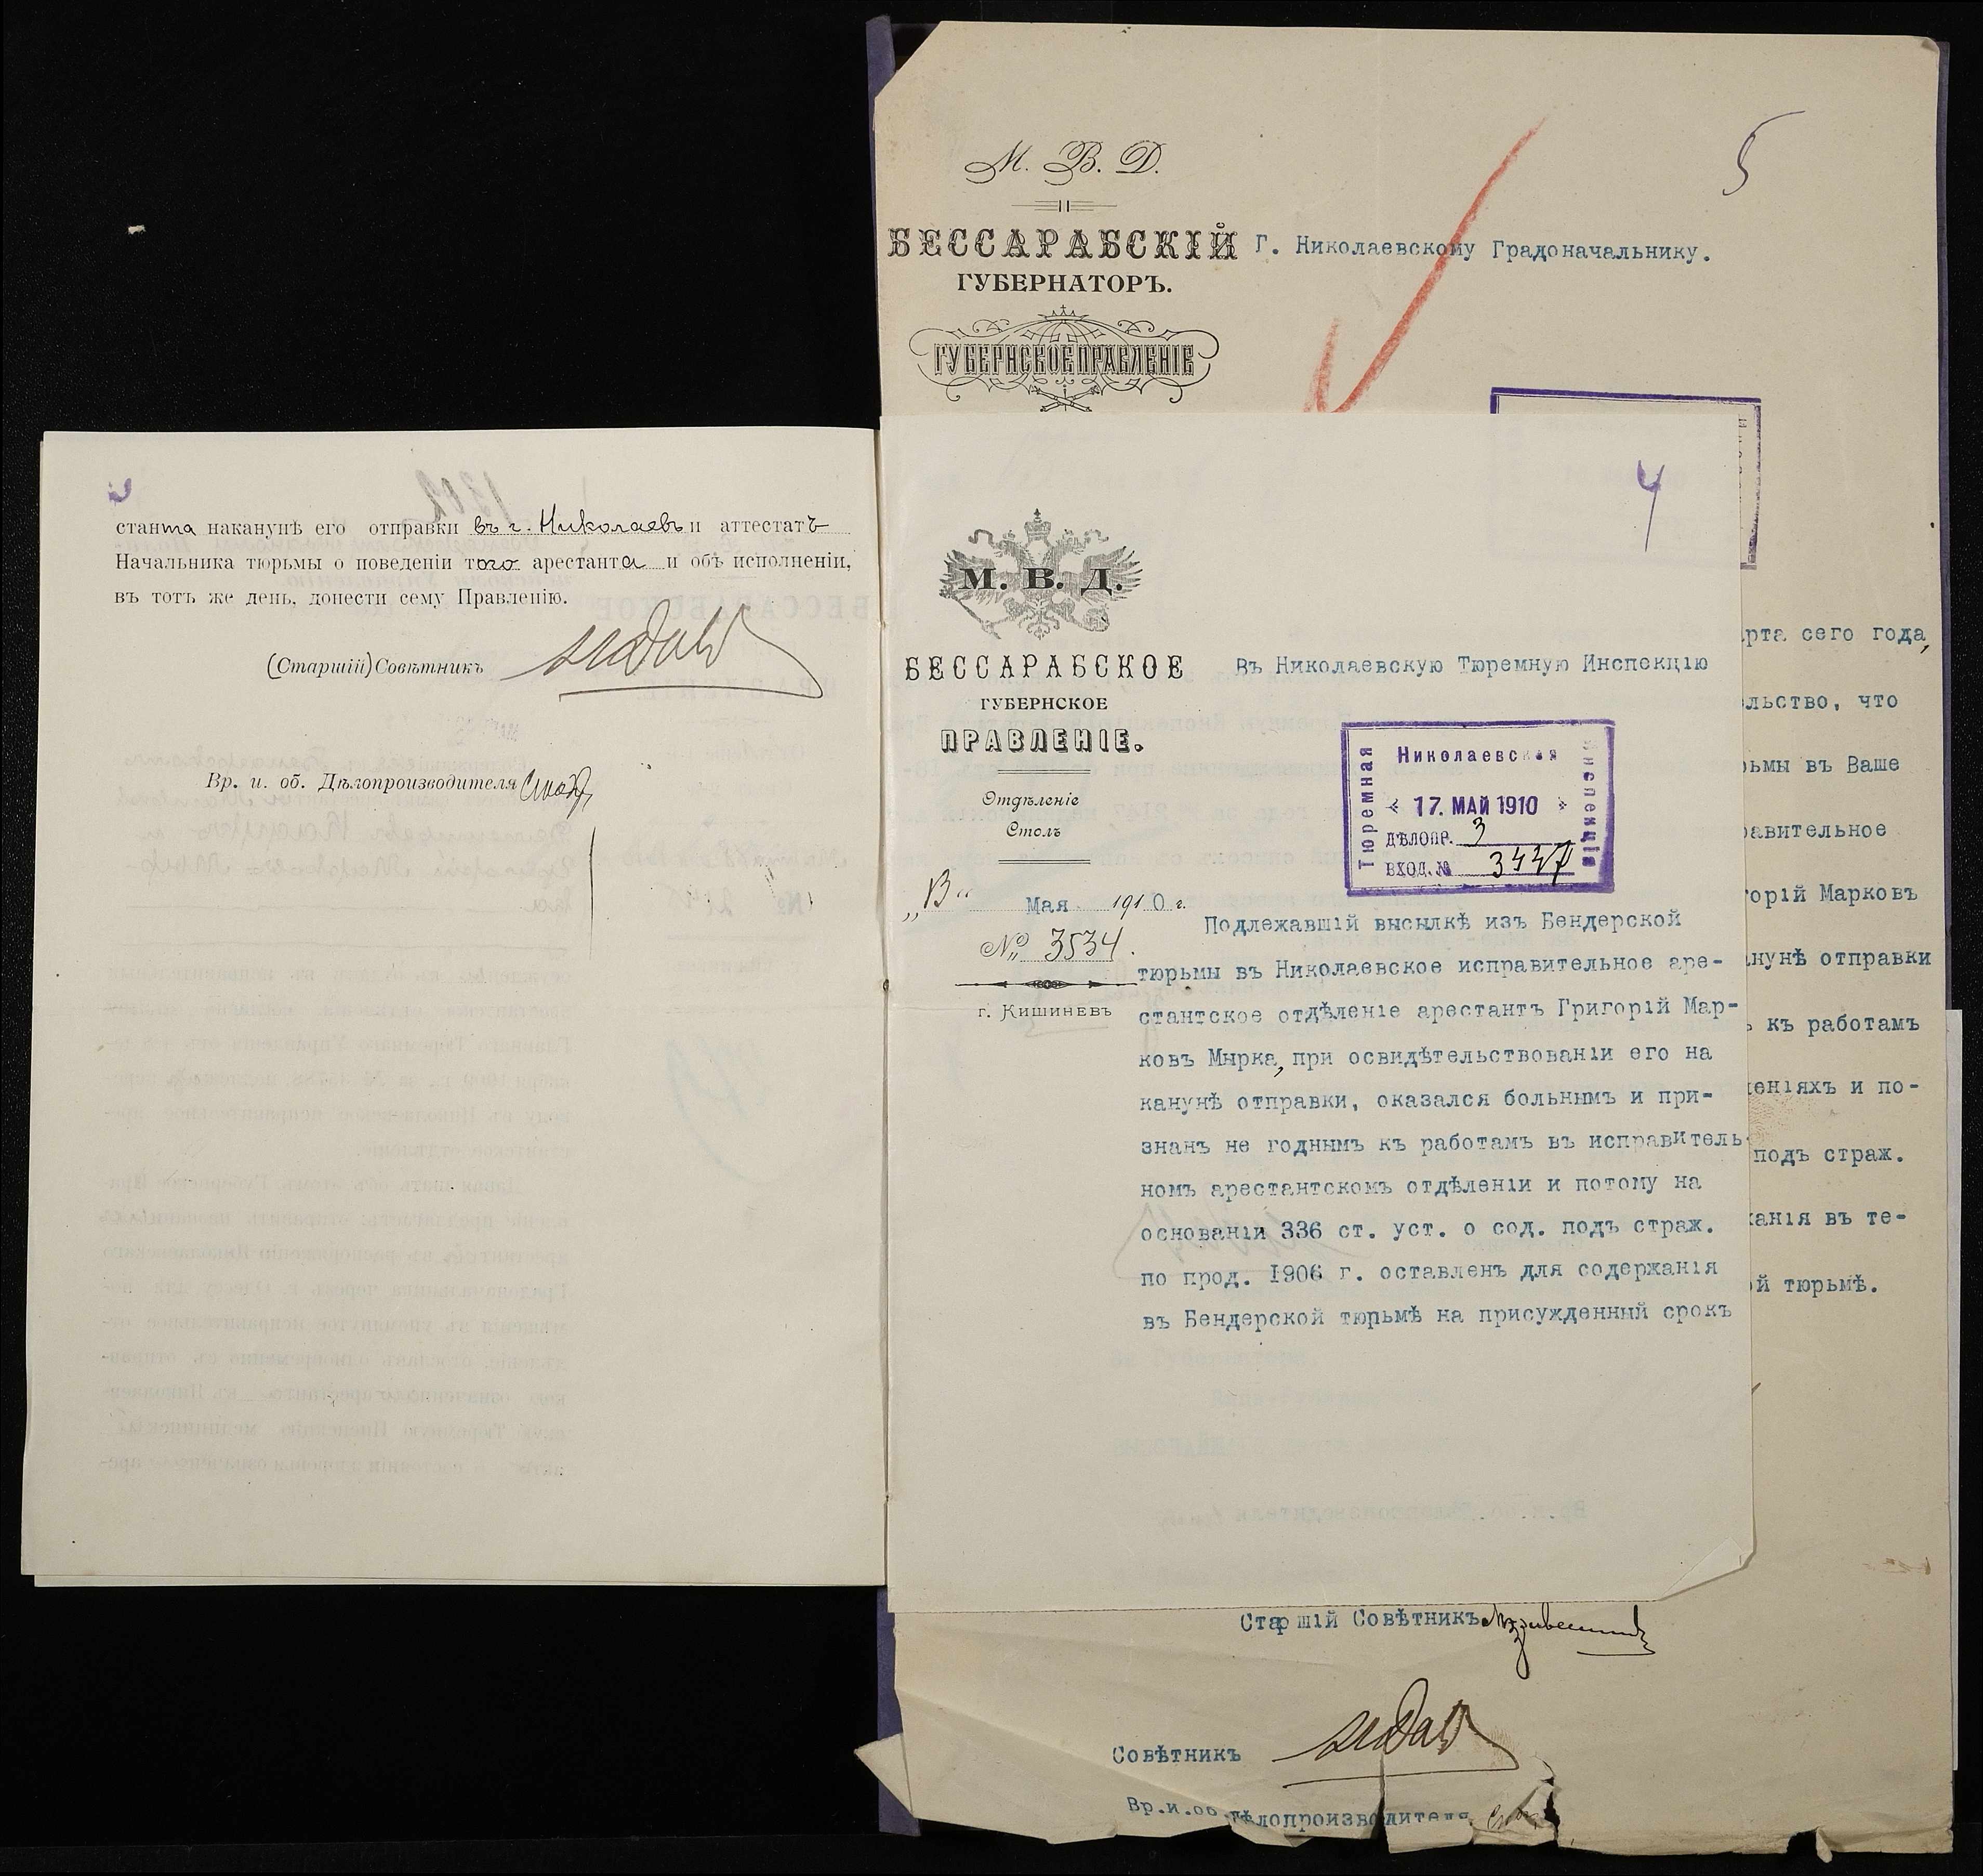 станта наканунѣ его отправки въ г. Николаевъ и аттестатъ
Начальника тюрьмы о поведеніи того арестанта и объ исполненіи,
въ тотъ же день, донести сему Правленію.
(Старшій) Совѣтникъ
Вр. и. об. Дѣлопроизводителя
5
М. В. Д.
БЕССАРАБСКІЙ
ГУБЕРНАТОРЪ.
ГУБЕРНСКОЕ ПРАВЛЕНІЕ
Г. Николаевскому Градоначальнику.
4
М. В. Д.
БЕССАРАБСКОЕ
ГУБЕРНСКОЕ
ПРАВЛЕНІЕ.
Отдѣленіе
Столъ
„13“ Мая 1910 г.
№ 3534.
г. Кишиневъ
Въ Николаевскую Тюремную Инспекцію
Николаевская
Тюремная
Инспекція
17. МАЙ 1910
ДѢЛОПР. 3
ВХОД. № 3447
Подлежавшій высылкѣ изъ Бендерской
тюрьмы въ Николаевское исправительное аре-
стантское отдѣленіе арестантъ Григорій Мар-
ковъ Мырка, при освидѣтельствованіи его на
канунѣ отправки, оказался больнымъ и при-
знанъ не годнымъ къ работамъ въ исправитель-
номъ арестантскомъ отдѣленіи и потому на
основаніи 336 ст. уст. о сод. подъ страж.
по прод. 1906 г. оставленъ для содержанія
въ Бендерской тюрьмѣ на присужденный срокъ
арта сего года,
льство, что
рьмы въ Ваше
равительное
горій Марковъ
анунѣ отправки
ъ къ работамъ
леніяхъ и по-
подъ страж.
жанія въ те-
ой тюрьмѣ.
Старшій Совѣтникъ
Совѣтникъ
Вр.и.об. Дѣлопроизводителя